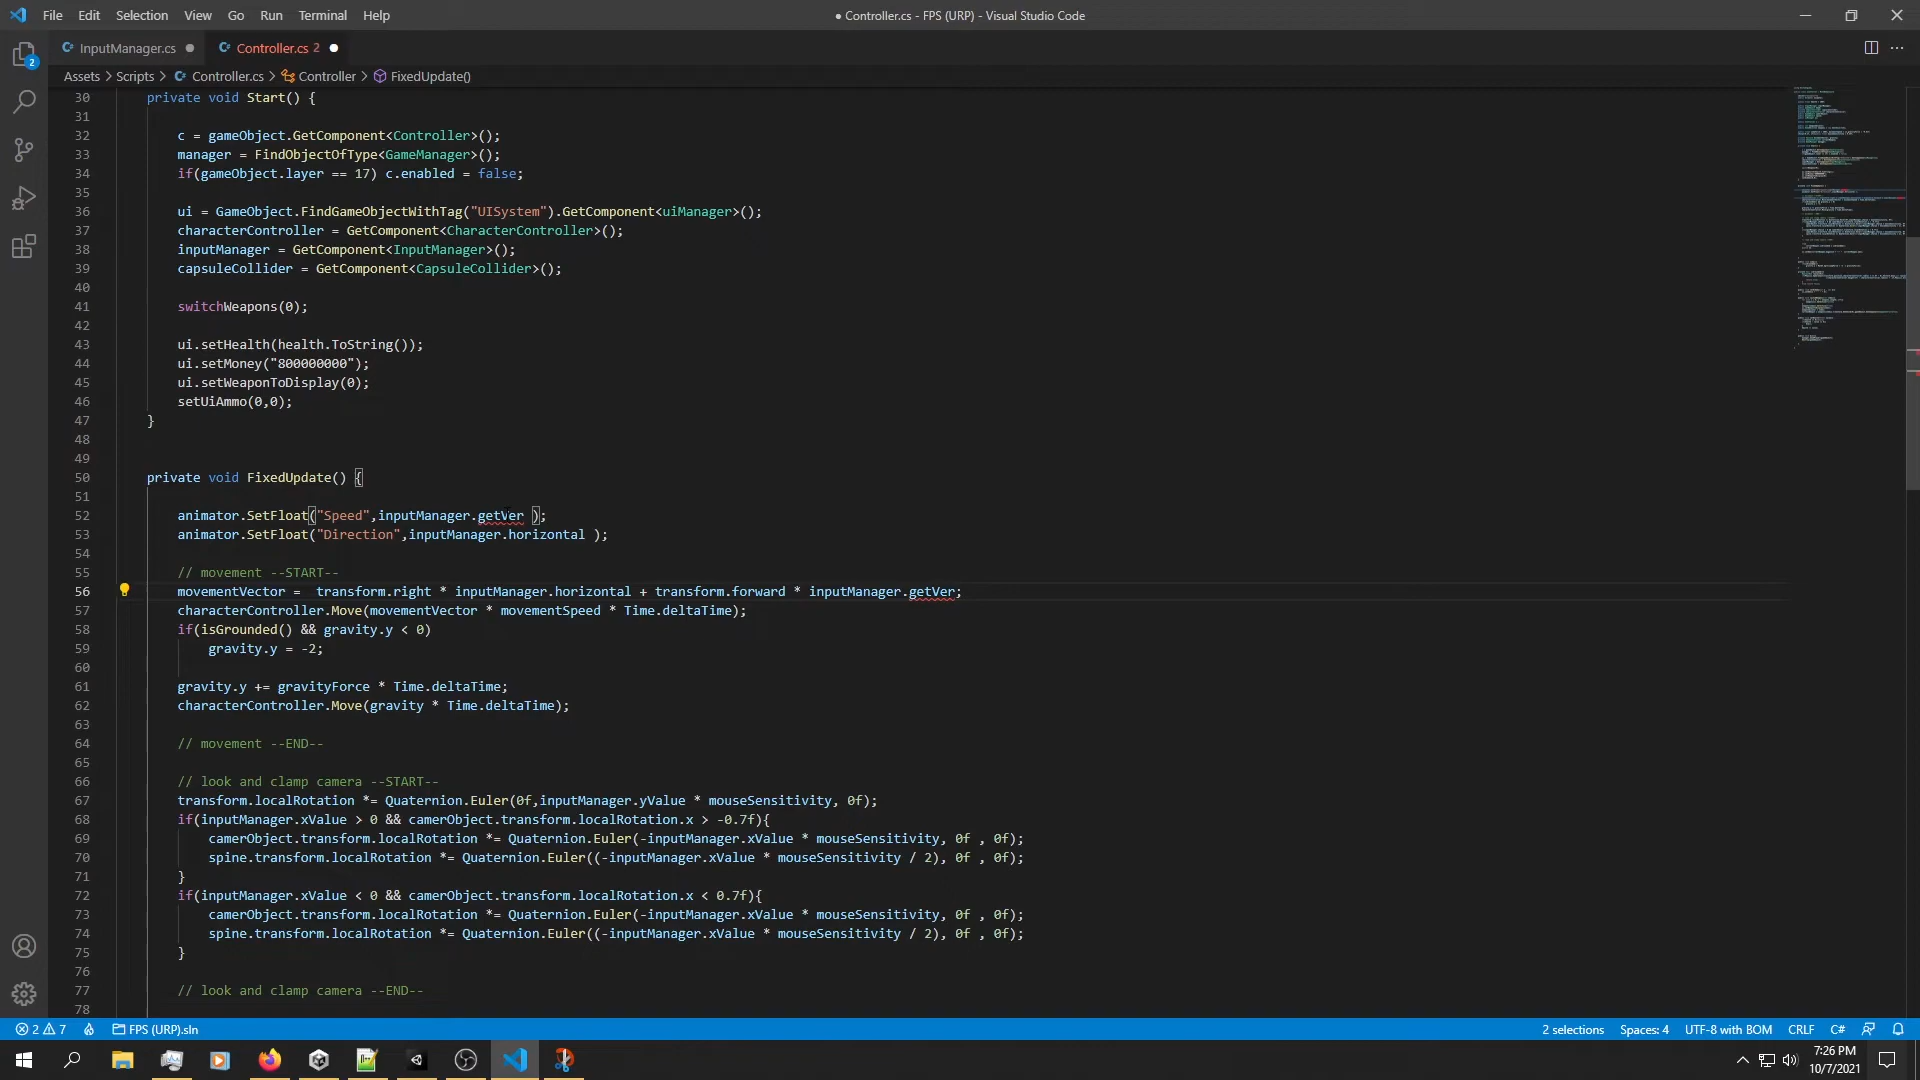 File Edit Selection View Go Run Terminal Help
● Controller.cs - FPS (URP) - Visual Studio Code
InputManager.cs
Controller.cs 2
Assets > Scripts > Controller.cs > Controller > FixedUpdate()
30 private void Start() {
31
32 c = gameObject.GetComponent<Controller>();
33 manager = FindObjectOfType<GameManager>();
34 if(gameObject.layer == 17) c.enabled = false;
35
36 ui = GameObject.FindGameObjectWithTag("UISystem").GetComponent<uiManager>();
37 characterController = GetComponent<CharacterController>();
38 inputManager = GetComponent<InputManager>();
39 capsuleCollider = GetComponent<CapsuleCollider>();
40
41 switchWeapons(0);
42
43 ui.setHealth(health.ToString());
44 ui.setMoney("800000000");
45 ui.setWeaponToDisplay(0);
46 setUiAmmo(0,0);
47 }
48
49
50 private void FixedUpdate() {
51
52 animator.SetFloat("Speed",inputManager.getVer );
53 animator.SetFloat("Direction",inputManager.horizontal );
54
55 // movement --START--
56 movementVector =  transform.right * inputManager.horizontal + transform.forward * inputManager.getVer;
57 characterController.Move(movementVector * movementSpeed * Time.deltaTime);
58 if(isGrounded() && gravity.y < 0)
59 gravity.y = -2;
60
61 gravity.y += gravityForce * Time.deltaTime;
62 characterController.Move(gravity * Time.deltaTime);
63
64 // movement --END--
65
66 // look and clamp camera --START--
67 transform.localRotation *= Quaternion.Euler(0f,inputManager.yValue * mouseSensitivity, 0f);
68 if(inputManager.xValue > 0 && camerObject.transform.localRotation.x > -0.7f){
69 camerObject.transform.localRotation *= Quaternion.Euler(-inputManager.xValue * mouseSensitivity, 0f , 0f);
70 spine.transform.localRotation *= Quaternion.Euler((-inputManager.xValue * mouseSensitivity / 2), 0f , 0f);
71 }
72 if(inputManager.xValue < 0 && camerObject.transform.localRotation.x < 0.7f){
73 camerObject.transform.localRotation *= Quaternion.Euler(-inputManager.xValue * mouseSensitivity, 0f , 0f);
74 spine.transform.localRotation *= Quaternion.Euler((-inputManager.xValue * mouseSensitivity / 2), 0f , 0f);
75 }
76
77 // look and clamp camera --END--
78
2
2 7 FPS (URP).sln
2 selections Spaces: 4 UTF-8 with BOM CRLF C#
7:26 PM
10/7/2021